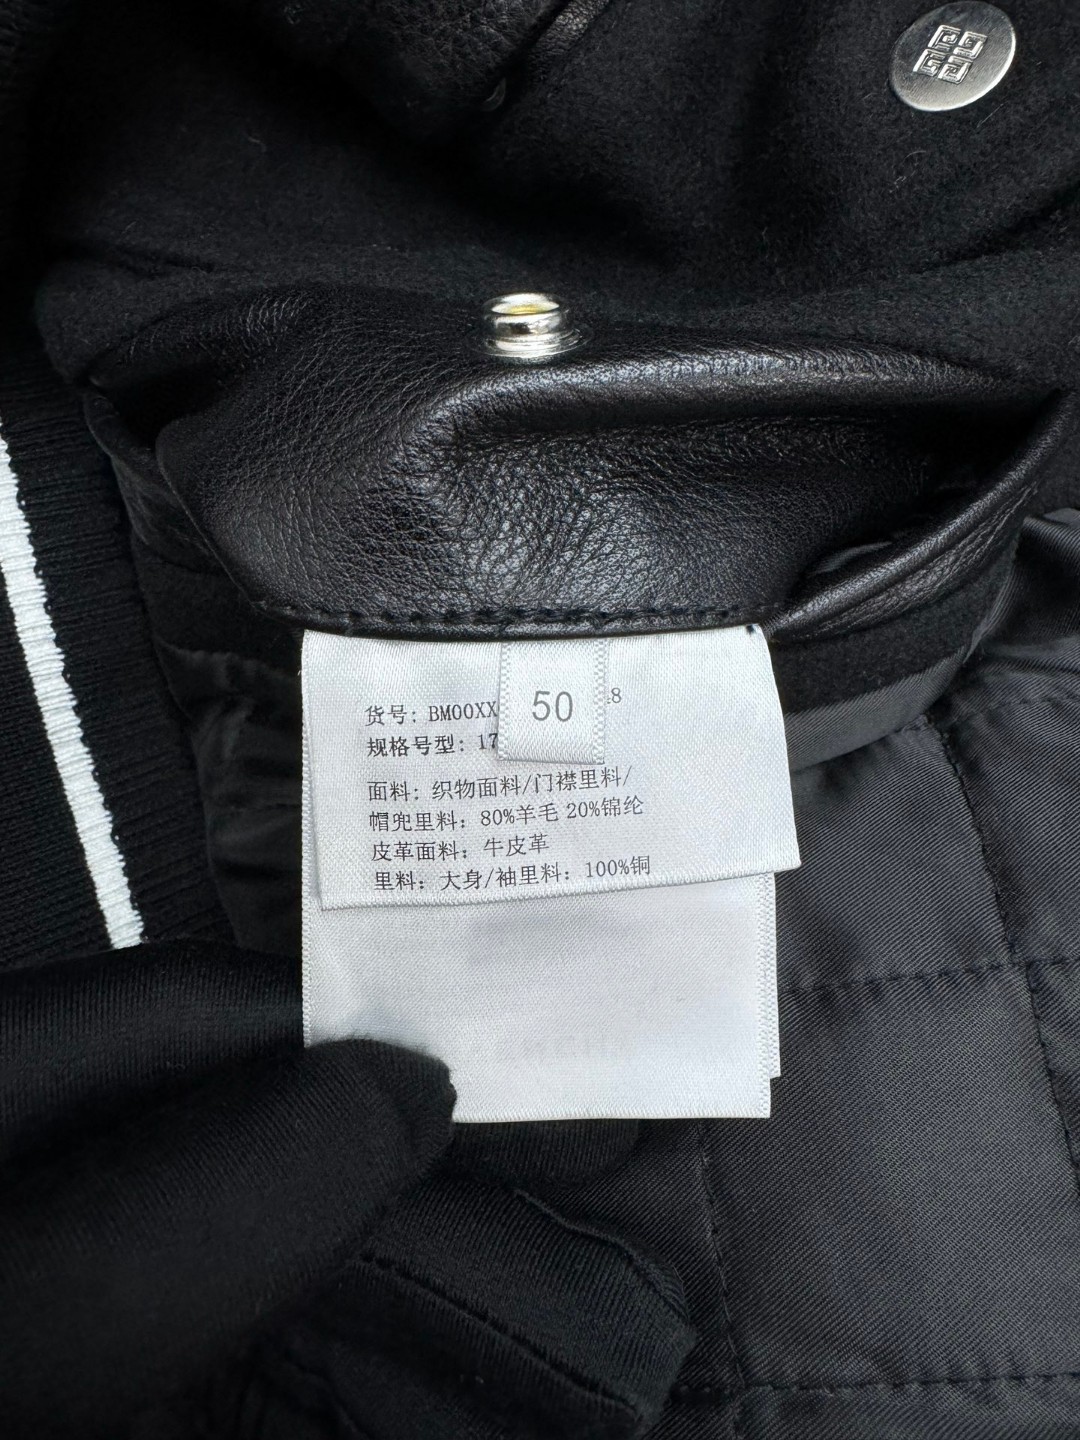 货号: BM00XX
50
18
规格号型: 17
面料: 织物面料/门襟里料/
帽兜里料: 80%羊毛 20%锦纶
皮革面料: 牛皮革
里料: 大身/袖里料: 100%铜